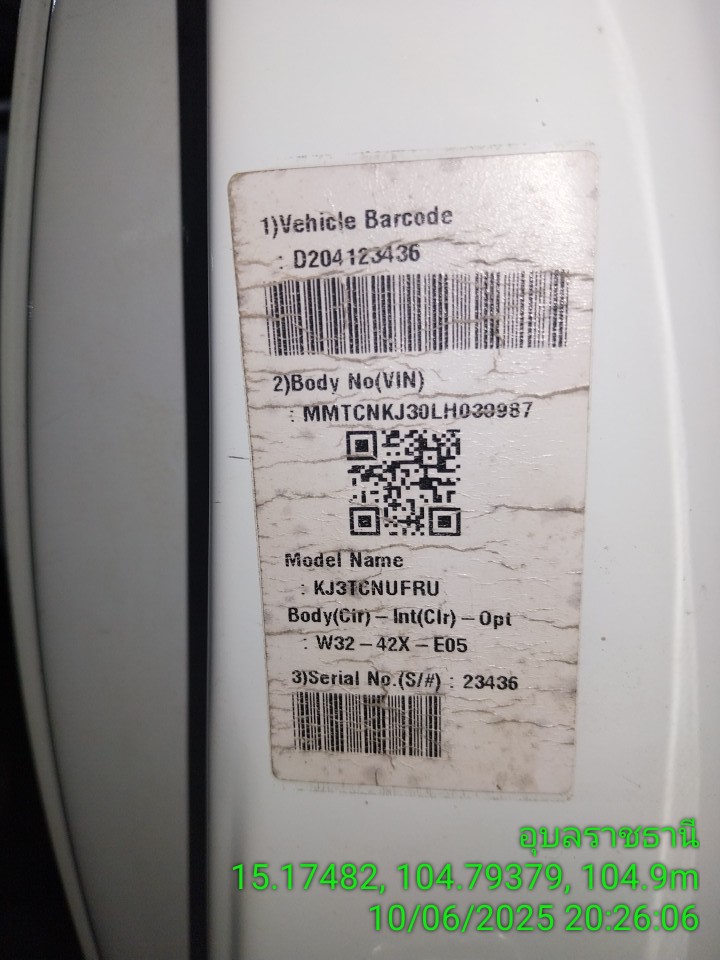 1)Vehicle Barcode
: D204123436
2)Body No(VIN)
: MMTCNKJ30LH039987
Model Name
: KJ3TCNUFRU
Body(Clr) – Int(Clr) – Opt
: W32 – 42X – E05
3)Serial No.(S/#) : 23436
อุบลราชธานี
15.17482, 104.79379, 104.9m
10/06/2025 20:26:06